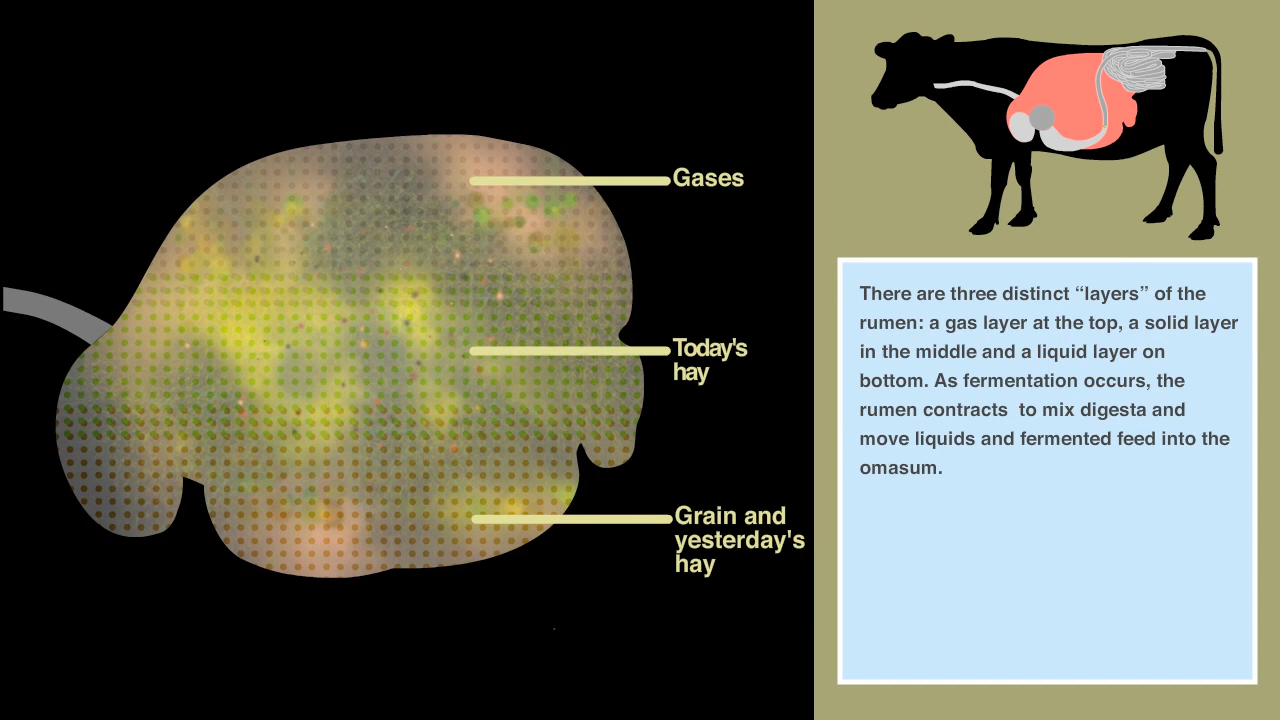 Gases
Today's
hay
Grain and
yesterday's
hay
There are three distinct “layers” of the
rumen: a gas layer at the top, a solid layer
in the middle and a liquid layer on
bottom. As fermentation occurs, the
rumen contracts  to mix digesta and
move liquids and fermented feed into the
omasum.